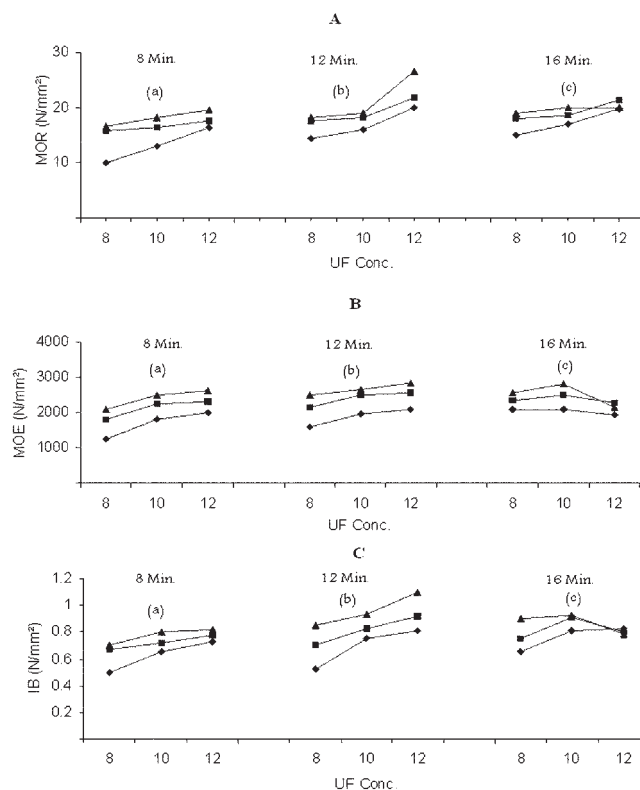 A
8 Min.
12 Min.
16 Min.
(a)
(b)
(c)
MOR (N/mm²)
30
20
10
8 10 12 8 10 12 8 10 12
UF Conc.
B
8 Min.
12 Min.
16 Min.
(a)
(b)
(c)
MOE (N/mm²)
4000
3000
2000
1000
8 10 12 8 10 12 8 10 12
UF Conc.
C
8 Min.
12 Min.
16 Min.
(a)
(b)
(c)
IB (N/mm²)
1.2
1
0.8
0.6
0.4
0.2
8 10 12 8 10 12 8 10 12
UF Conc.